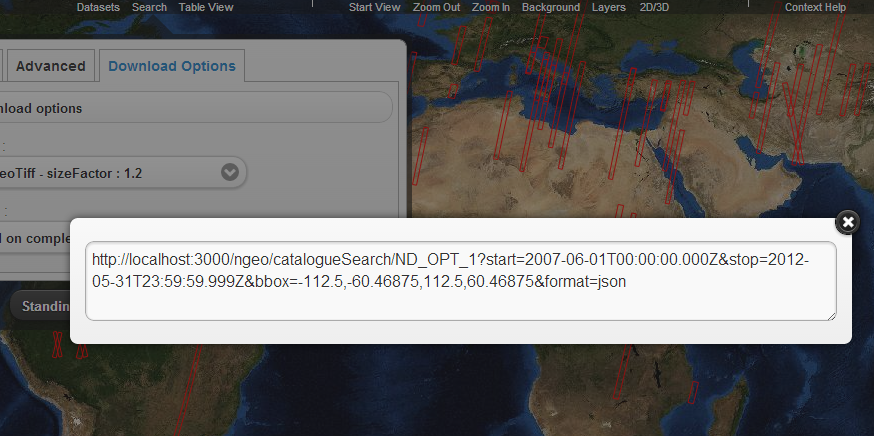 Datasets Search Table View Start View Zoom Out Zoom In Background Layers 2D/3D Context Help
Advanced Download Options
nload options
:
eoTiff - sizeFactor : 1.2
:
d on comple
http://localhost:3000/ngeo/catalogueSearch/ND_OPT_1?start=2007-06-01T00:00:00.000Z&stop=2012-
05-31T23:59:59.999Z&bbox=-112.5,-60.46875,112.5,60.46875&format=json
Standin